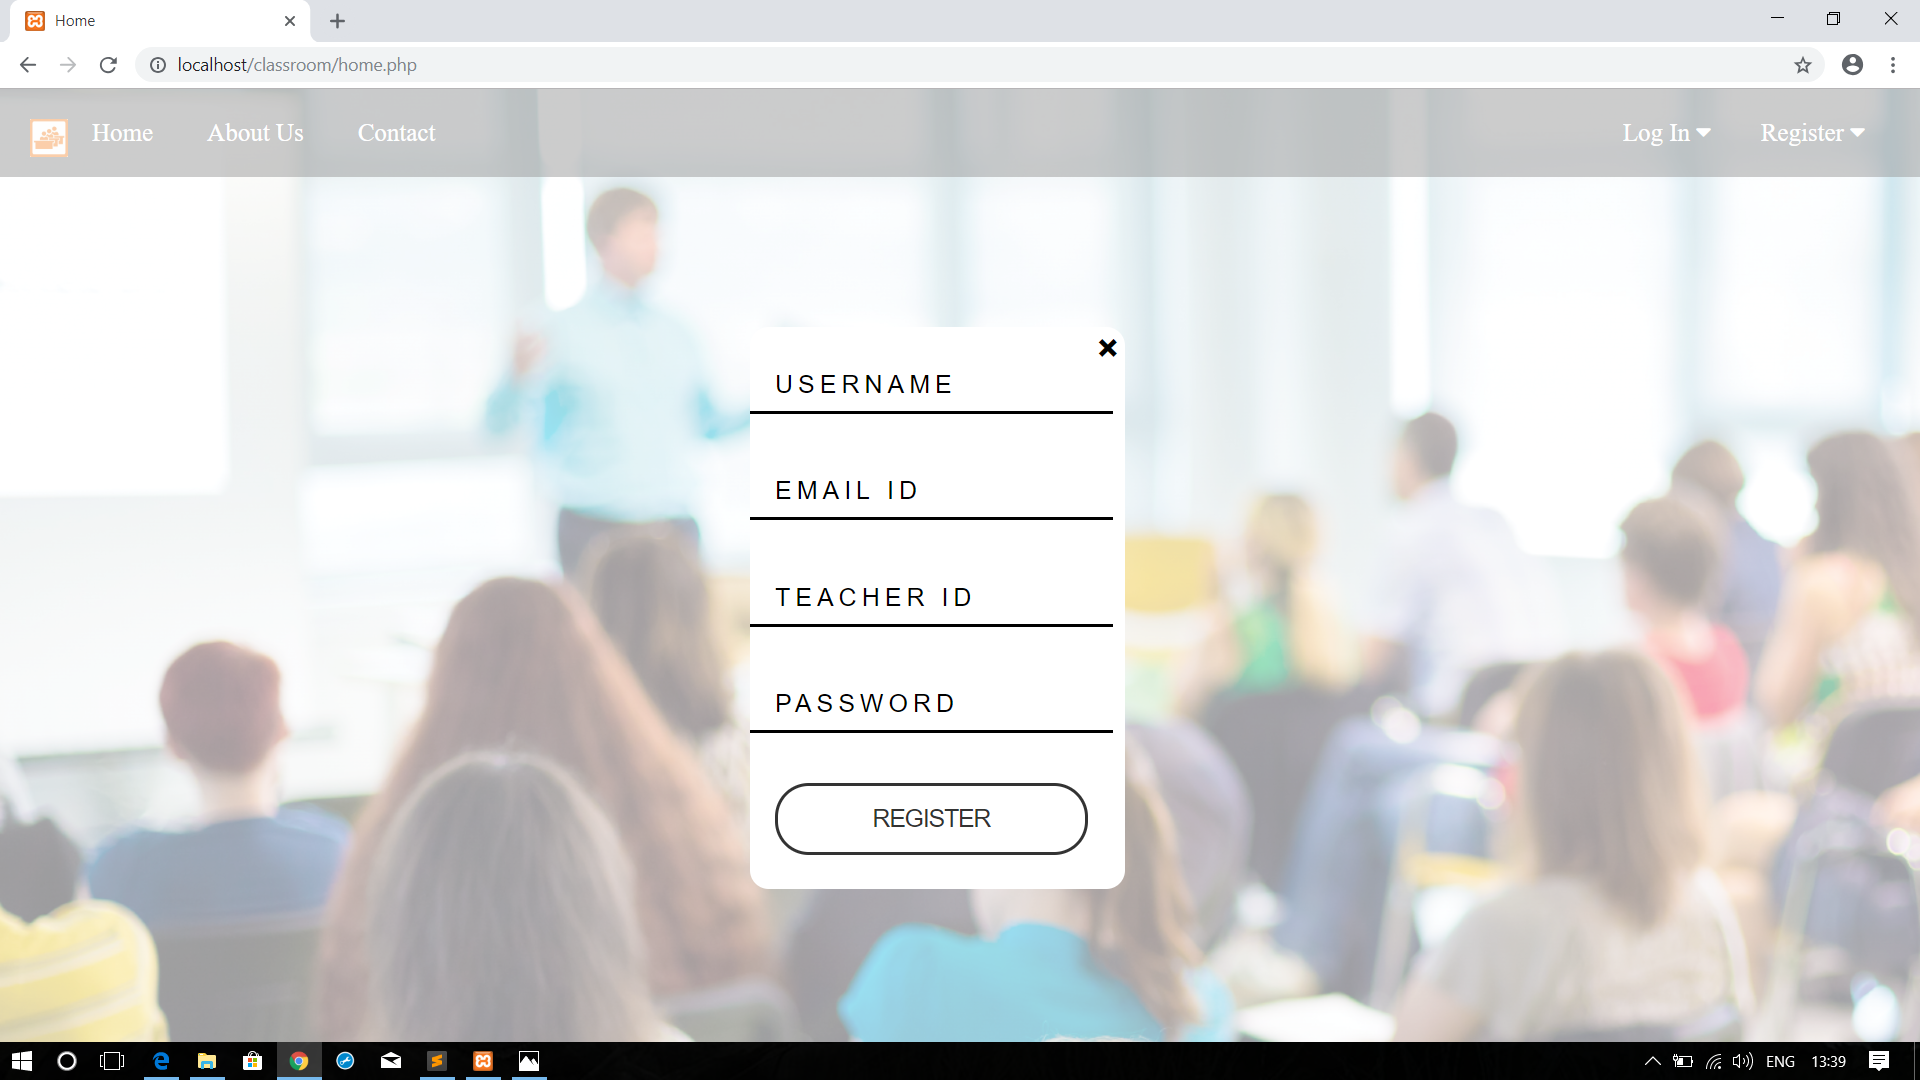 Home
localhost/classroom/home.php
Home About Us Contact Log In Register
USERNAME
EMAIL ID
TEACHER ID
PASSWORD
REGISTER
ENG 13:39